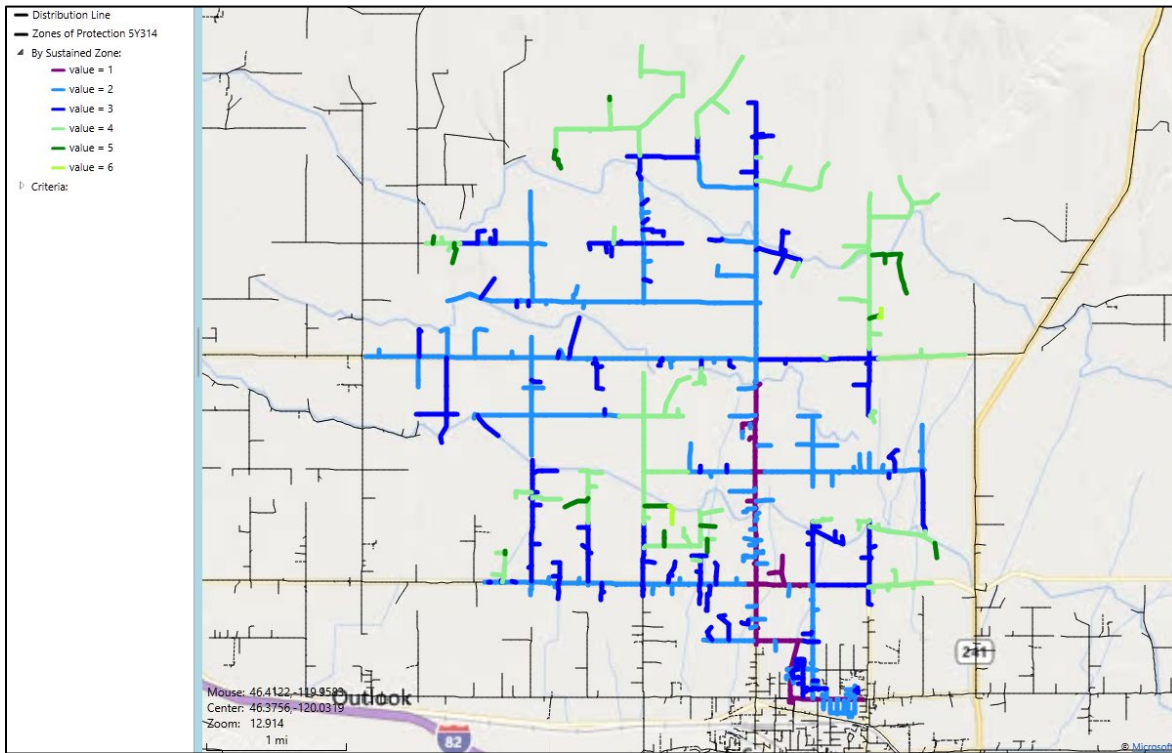 Distribution Line
Zones of Protection 5Y314
By Sustained Zone:
value = 1
value = 2
value = 3
value = 4
value = 5
value = 6
Criteria:
241
Mouse: 46.4122,-119.9583
Outlook
Center: 46.3756,-120.0319
Zoom: 12.914
1 mi
82
© Microsoft